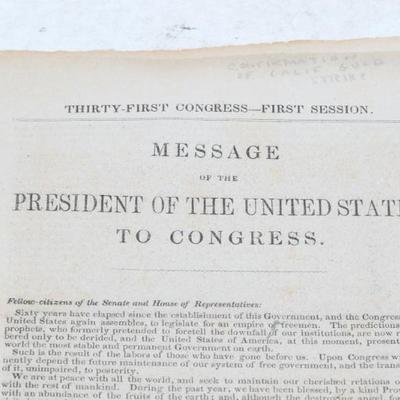 CONFIRMATION
OF CALIF GOLD
STRIKE
THIRTY-FIRST CONGRESS—FIRST SESSION.
MESSAGE
OF THE
PRESIDENT OF THE UNITED STATE
TO CONGRESS.
Fellow-citizens of the Senate and House of Representatives:
Sixty years have elapsed since the establishment of this Government, and the Congress
United States again assembles, to legislate for an empire of freemen. The predictions
prophets, who formerly pretended to foretell the downfall of our institutions, are now r
bered only to be derided, and the United States of America, at this moment, present
world the most stable and permanent Government on earth.
Such is the result of the labors of those who have gone before us. Upon Congress w
nently depend the future maintenance of our system of free government, and the trans
of it, unimpaired, to posterity.
We are at peace with all the world, and seek to maintain our cherished relations o
with the rest of mankind. During the past year, we have been blessed, by a kind Pro
with an abundance of the fruits of the earth; and, although the destroying angel, fo